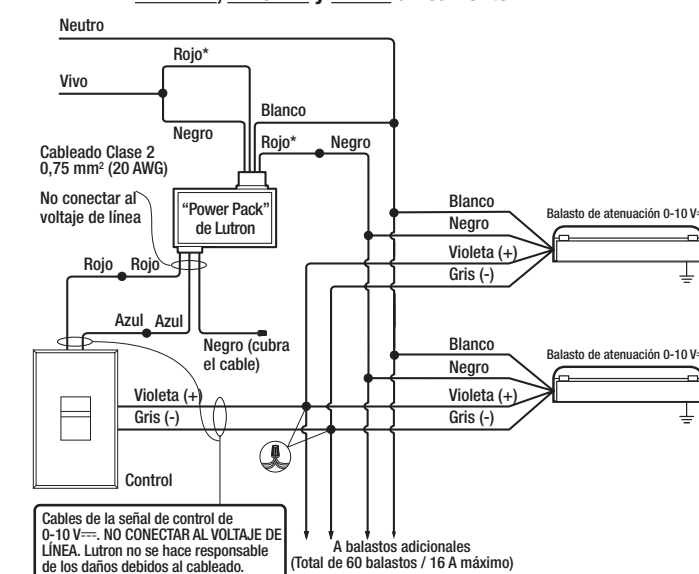 Neutro
Rojo*
Vivo
Blanco
Negro
Rojo* Negro
Cableado Clase 2
0,75 mm² (20 AWG)
No conectar al
voltaje de línea
"Power Pack"
de Lutron
Blanco
Balasto de atenuación 0-10 V
Negro
Violeta (+)
Gris (-)
Rojo Rojo
Azul Azul
Negro (cubra
el cable)
Blanco
Balasto de atenuación 0-10 V
Negro
Violeta (+)
Gris (-)
Violeta (+)
Gris (-)
Control
Cables de la señal de control de
0-10 V⎓. NO CONECTAR AL VOLTAJE DE
LÍNEA. Lutron no se hace responsable
de los daños debidos al cableado.
A balastos adicionales
(Total de 60 balastos / 16 A máximo)